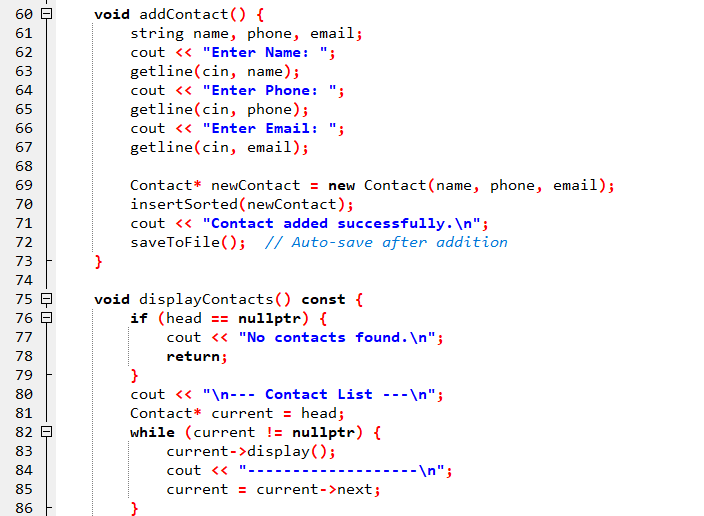 60 void addContact() {
61 string name, phone, email;
62 cout << "Enter Name: ";
63 getline(cin, name);
64 cout << "Enter Phone: ";
65 getline(cin, phone);
66 cout << "Enter Email: ";
67 getline(cin, email);
68
69 Contact* newContact = new Contact(name, phone, email);
70 insertSorted(newContact);
71 cout << "Contact added successfully.\n";
72 saveToFile();  // Auto-save after addition
73 }
74
75 void displayContacts() const {
76 if (head == nullptr) {
77 cout << "No contacts found.\n";
78 return;
79 }
80 cout << "\n--- Contact List ---\n";
81 Contact* current = head;
82 while (current != nullptr) {
83 current->display();
84 cout << "-------------------\n";
85 current = current->next;
86 }